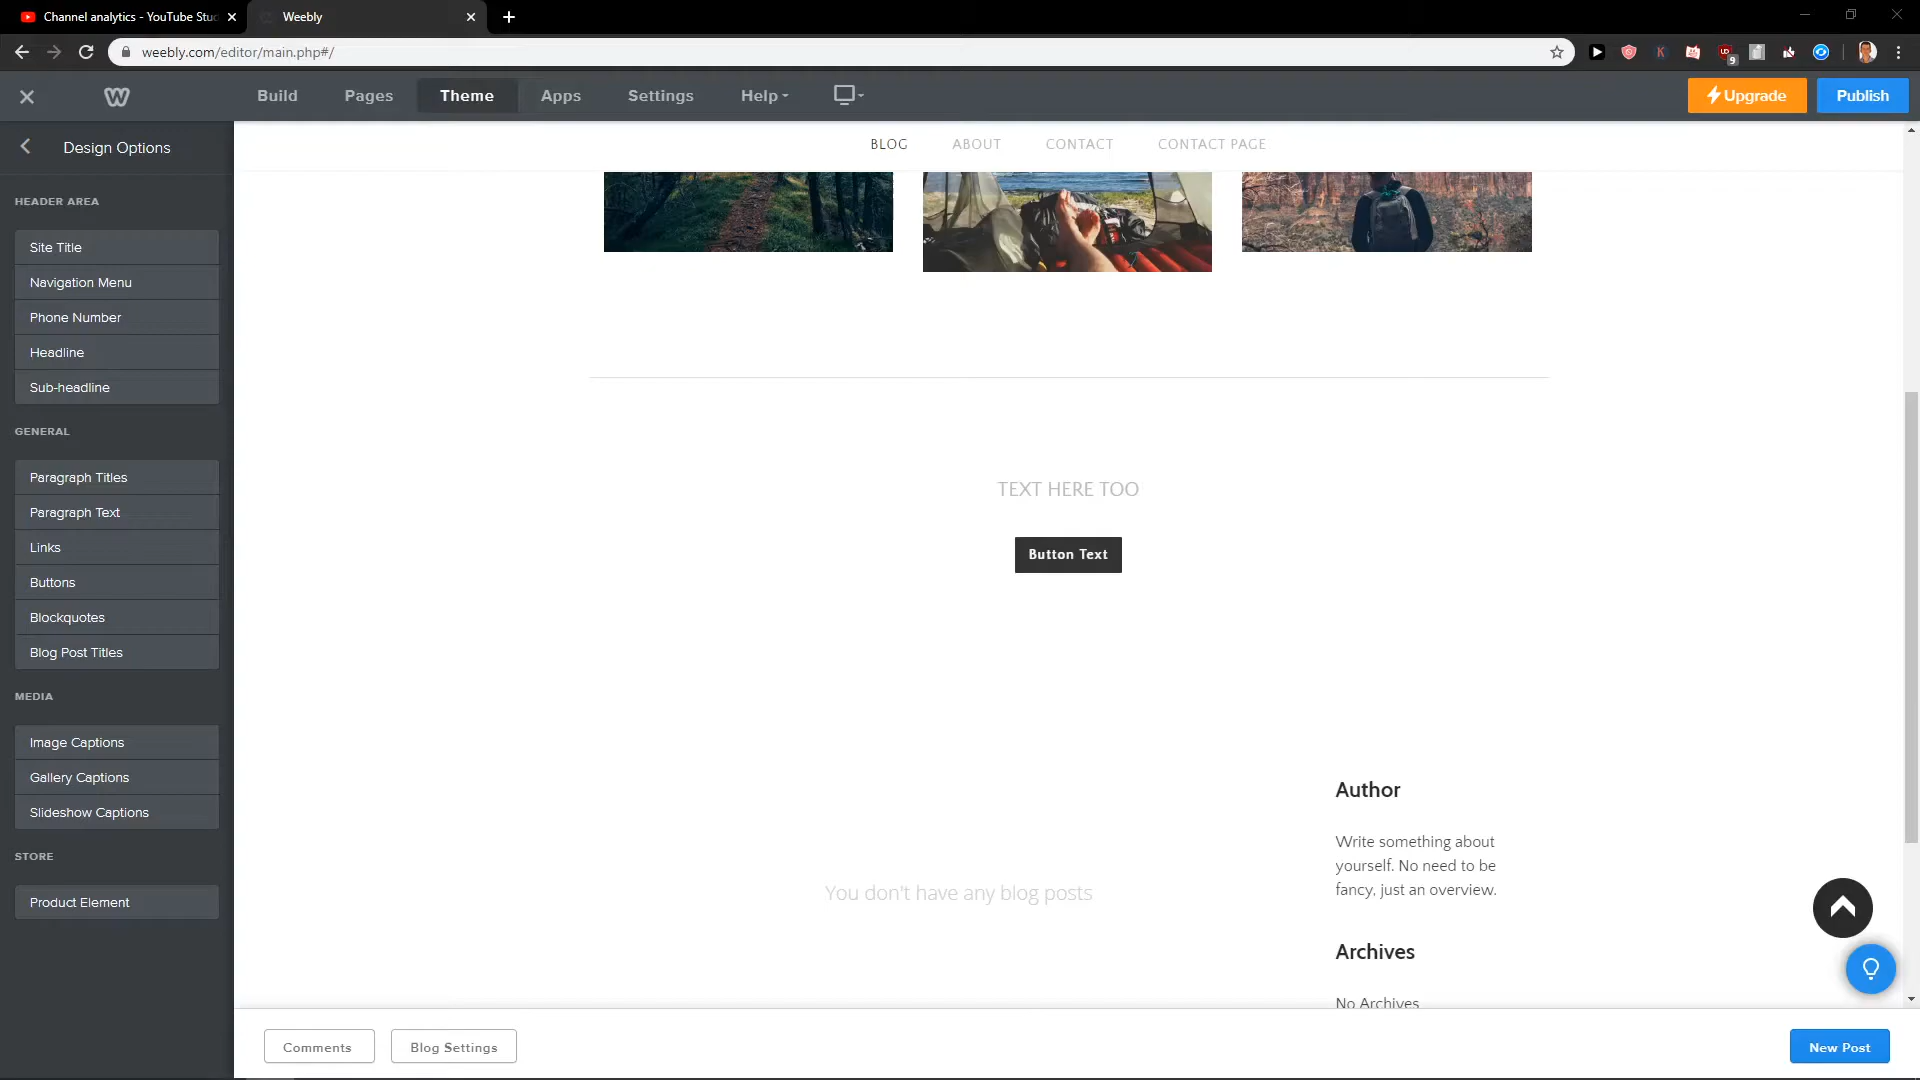 Channel analytics - YouTube Stu
Weebly
weebly.com/editor/main.php#/
9
Build
Pages
Theme
Apps
Settings
Help
Upgrade
Publish
Design Options
HEADER AREA
Site Title
Navigation Menu
Phone Number
Headline
Sub-headline
GENERAL
Paragraph Titles
Paragraph Text
Links
Buttons
Blockquotes
Blog Post Titles
MEDIA
Image Captions
Gallery Captions
Slideshow Captions
STORE
Product Element
BLOG
ABOUT
CONTACT
CONTACT PAGE
TEXT HERE TOO
Button Text
You don't have any blog posts
Author
Write something about
yourself. No need to be
fancy, just an overview.
Archives
No Archives
Comments
Blog Settings
New Post